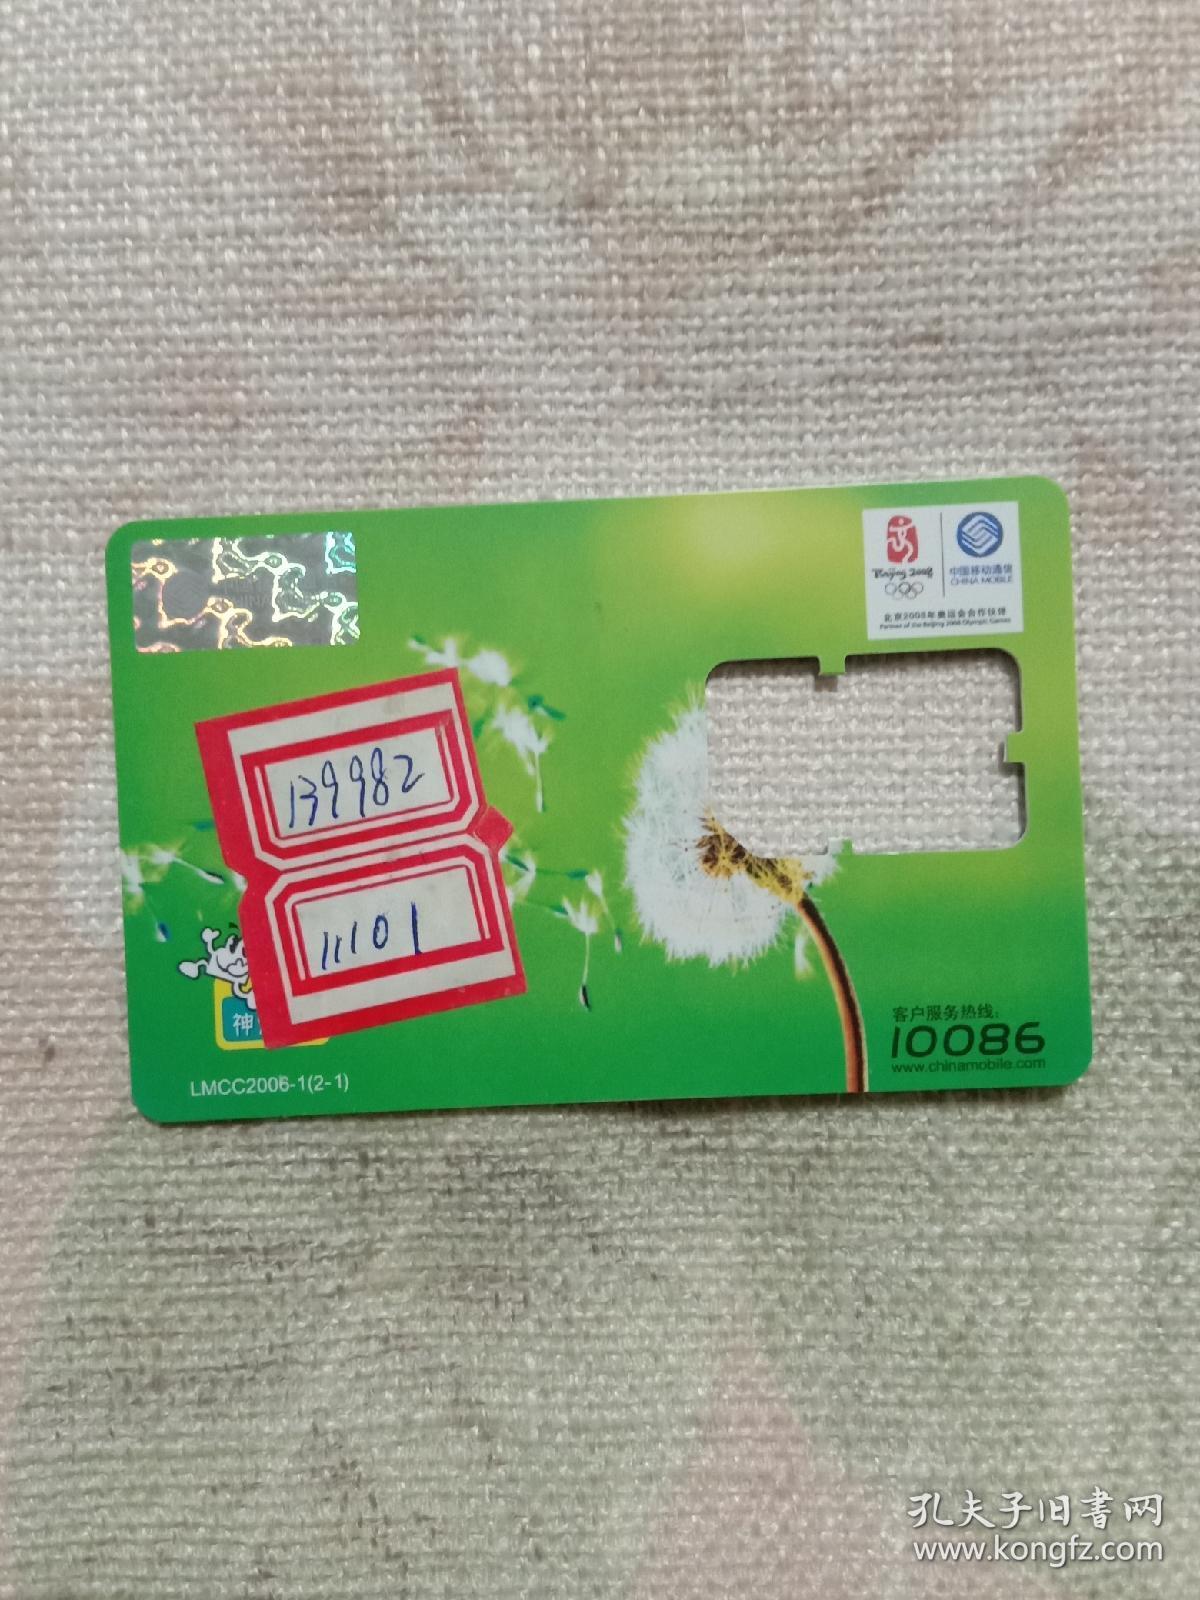 Beijing 2008
中国移动通信
CHINA MOBILE
北京2008年奥运会合作伙伴
Partner of the Beijing 2008 Olympic Games
139982
11101
神
LMCC2006-1(2-1)
客户服务热线:
10086
www.chinamobile.com
孔夫子旧书网
www.kongfz.com